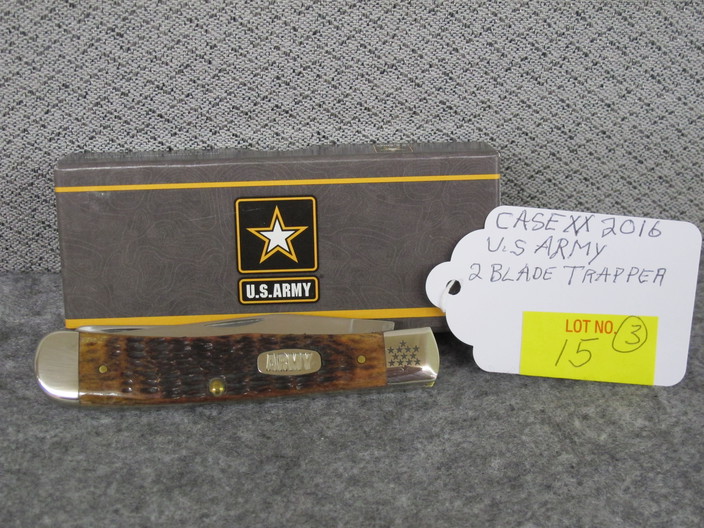 U.S.ARMY
ARMY
CASE XX 2016
U.S ARMY
2 BLADE TRAPPER
LOT NO. 3
15